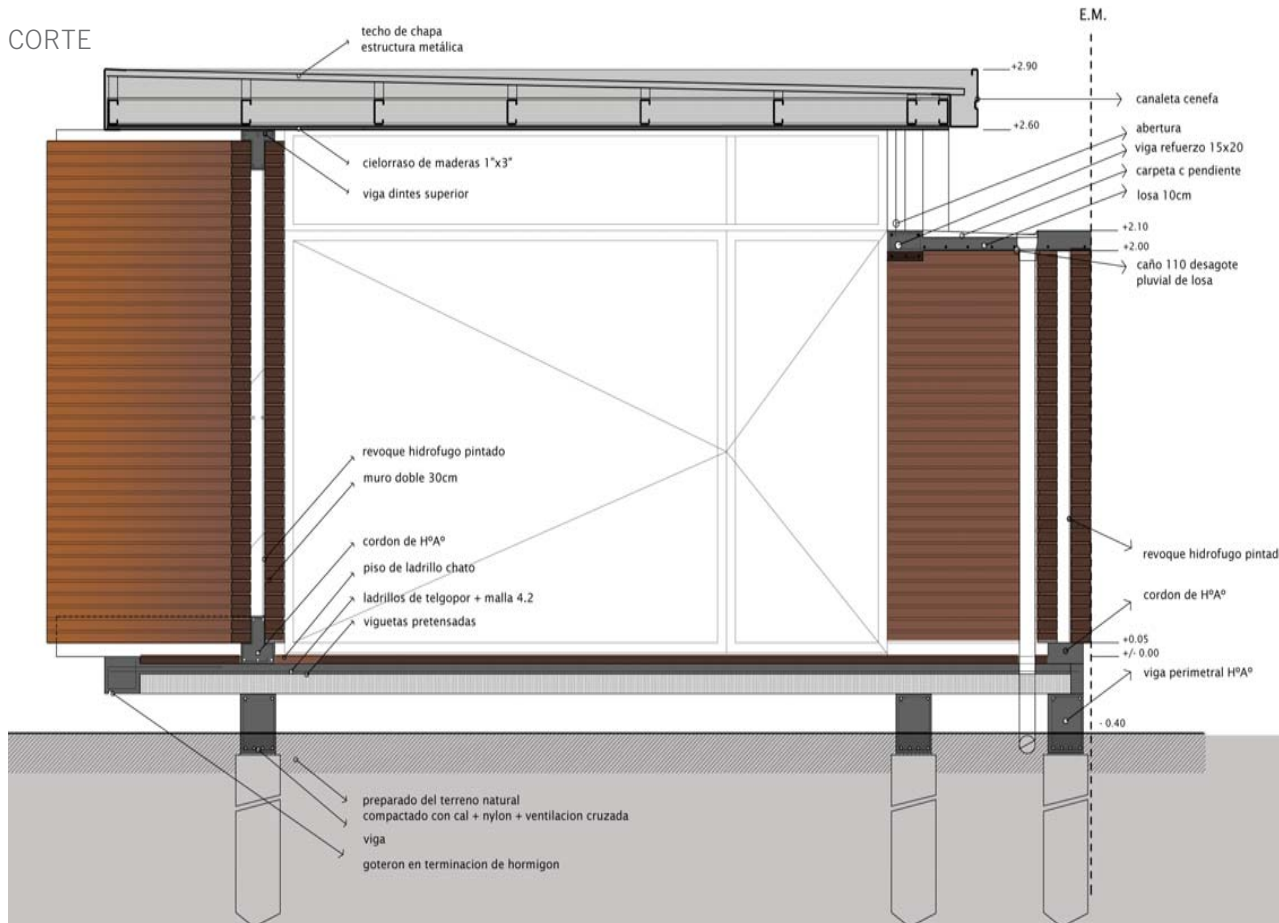 CORTE
techo de chapa
estructura metálica
E.M.
+2.90
canaleta cenefa
+2.60
abertura
viga refuerzo 15x20
cielorraso de maderas 1"x3"
carpeta c pendiente
viga dintes superior
losa 10cm
+2.10
+2.00
caño 110 desagote
pluvial de losa
revoque hidrofugo pintado
muro doble 30cm
cordon de HºAº
piso de ladrillo chato
ladrillos de telgopor + malla 4.2
viguetas pretensadas
revoque hidrofugo pintad
cordon de HºAº
+0.05
+/- 0.00
viga perimetral HºAº
- 0.40
preparado del terreno natural
compactado con cal + nylon + ventilacion cruzada
viga
goteron en terminacion de hormigon